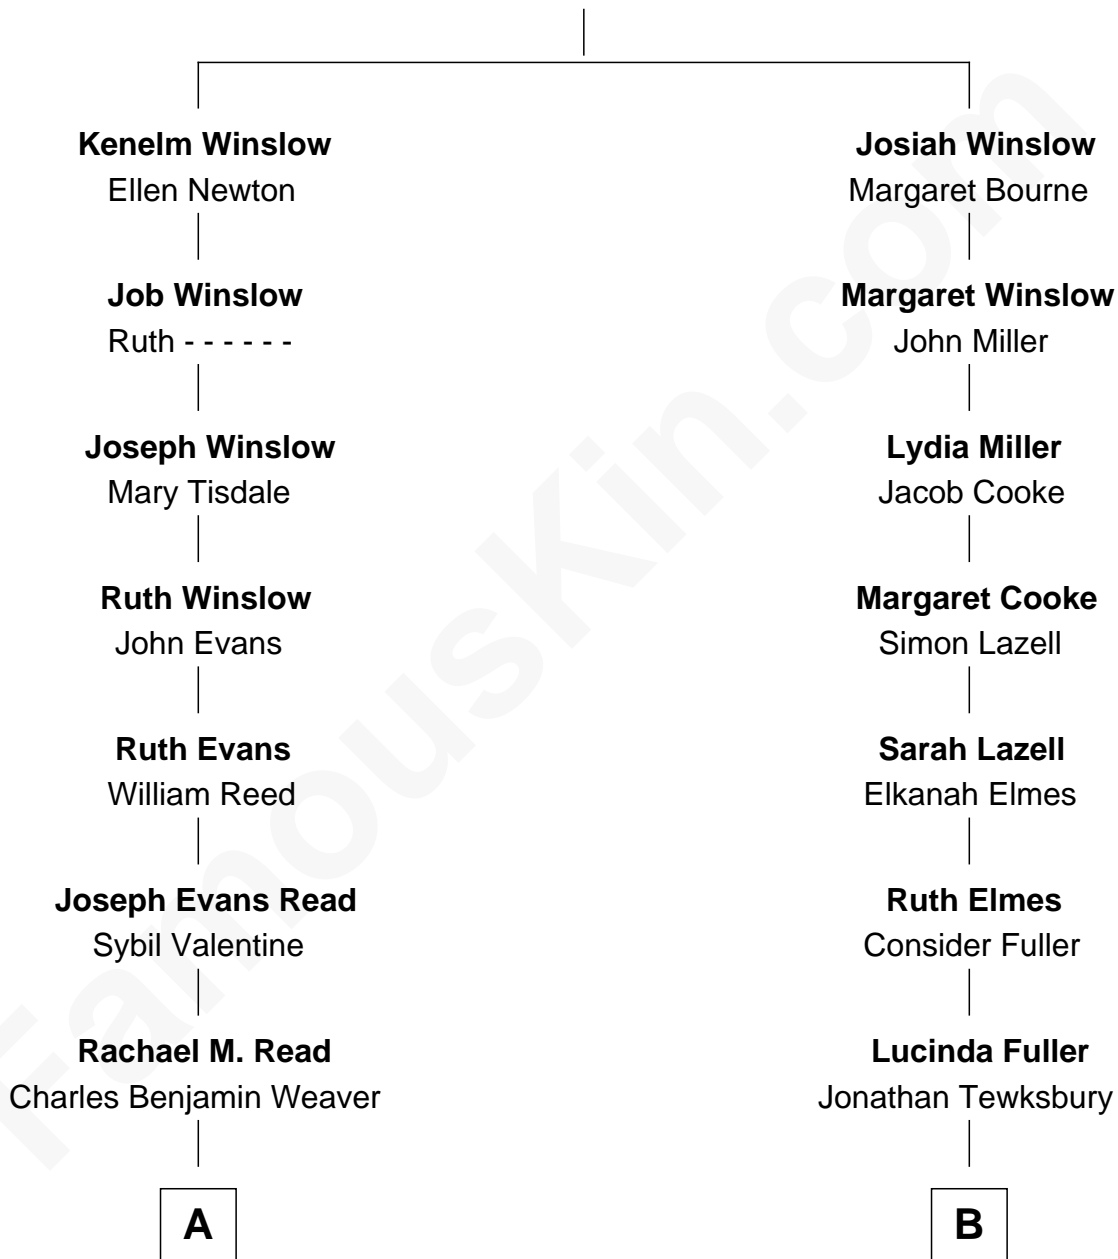 Kenelm Winslow
Ellen Newton
Job Winslow
Ruth - - - - - -
Joseph Winslow
Mary Tisdale
Ruth Winslow
John Evans
Ruth Evans
William Reed
Joseph Evans Read
Sybil Valentine
Rachael M. Read
Charles Benjamin Weaver
A
Josiah Winslow
Margaret Bourne
Margaret Winslow
John Miller
Lydia Miller
Jacob Cooke
Margaret Cooke
Simon Lazell
Sarah Lazell
Elkanah Elmes
Ruth Elmes
Consider Fuller
Lucinda Fuller
Jonathan Tewksbury
B
FamousKin.com